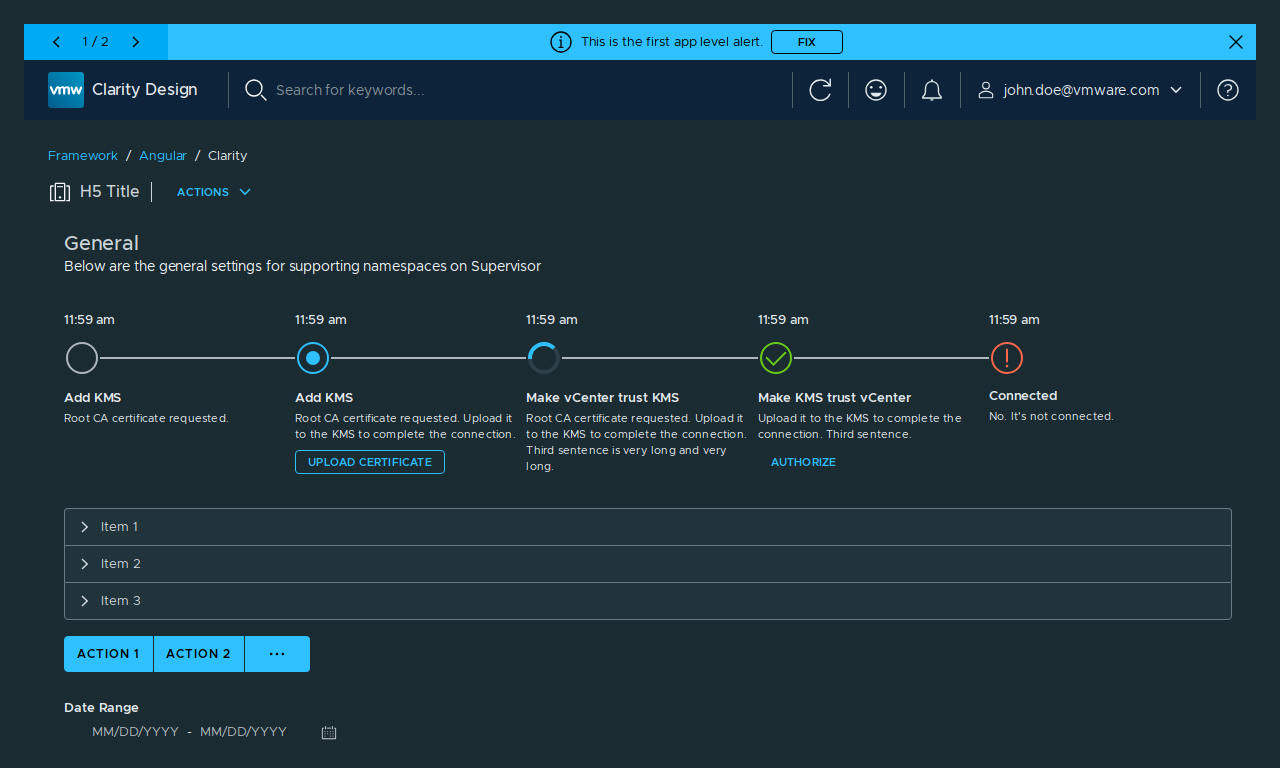 1 / 2
This is the first app level alert.
FIX
vmw
Clarity Design
Search for keywords...
john.doe@vmware.com
Framework / Angular / Clarity
H5 Title
ACTIONS
General
Below are the general settings for supporting namespaces on Supervisor
11:59 am
Add KMS
Root CA certificate requested.
11:59 am
Add KMS
Root CA certificate requested. Upload it
to the KMS to complete the connection.
UPLOAD CERTIFICATE
11:59 am
Make vCenter trust KMS
Root CA certificate requested. Upload it
to the KMS to complete the connection.
Third sentence is very long and very
long.
11:59 am
Make KMS trust vCenter
Upload it to the KMS to complete the
connection. Third sentence.
AUTHORIZE
11:59 am
Connected
No. It's not connected.
Item 1
Item 2
Item 3
ACTION 1
ACTION 2
...
Date Range
MM/DD/YYYY - MM/DD/YYYY